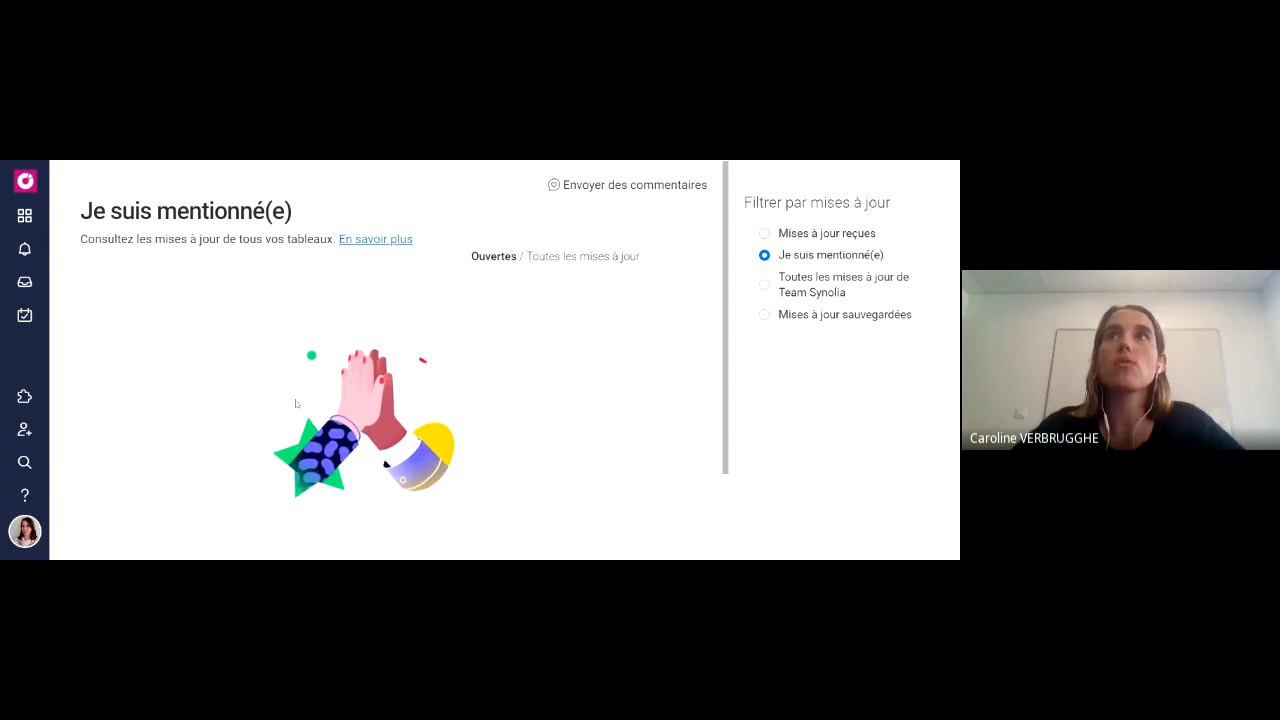 Envoyer des commentaires
Je suis mentionné(e)
Consultez les mises à jour de tous vos tableaux. En savoir plus
Ouvertes / Toutes les mises à jour
Filtrer par mises à jour
Mises à jour reçues
Je suis mentionné(e)
Toutes les mises à jour de
Team Synolia
Mises à jour sauvegardées
?
Caroline VERBRUGGHE